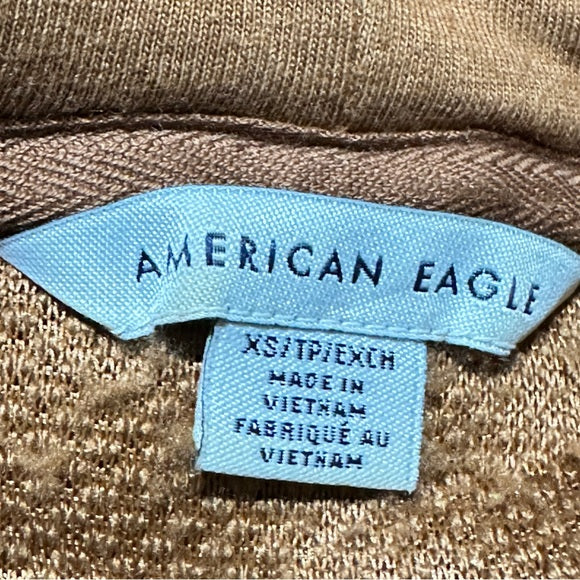 AMERICAN EAGLE
XS/TP/EXCH
MADE IN
VIETNAM
FABRIQUÉ AU
VIETNAM